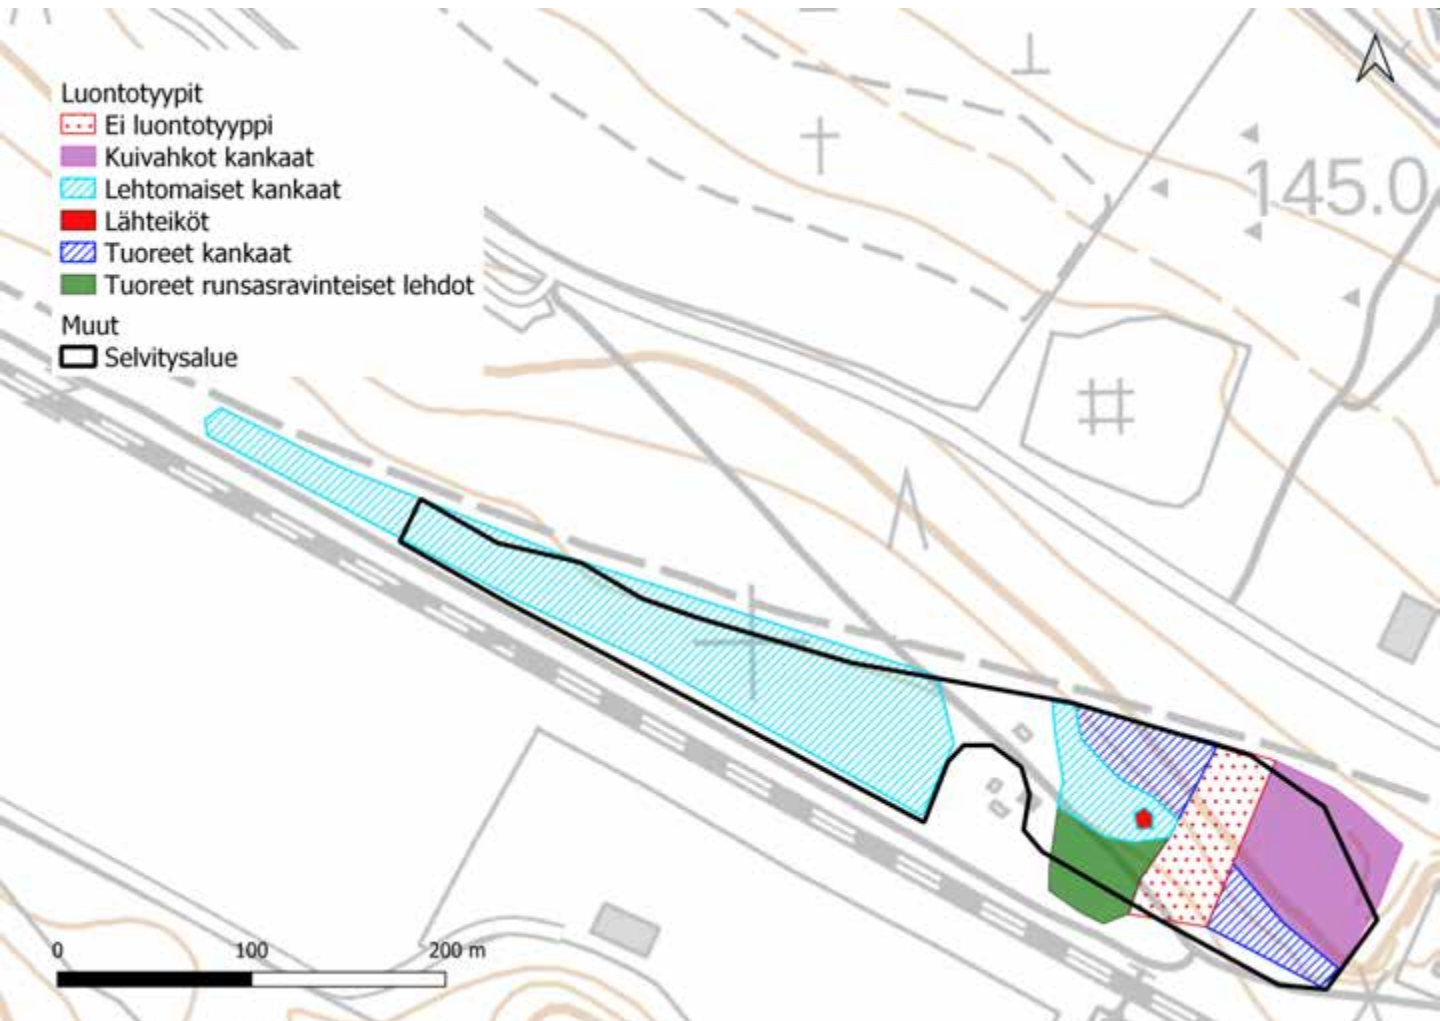 Luontotyypit
Ei luontotyyppi
Kuivahkot kankaat
Lehtomaiset kankaat
Lähteiköt
Tuoreet kankaat
Tuoreet runsasravinteiset lehdot
Muut
Selvitysalue
145.0
0 100 200 m